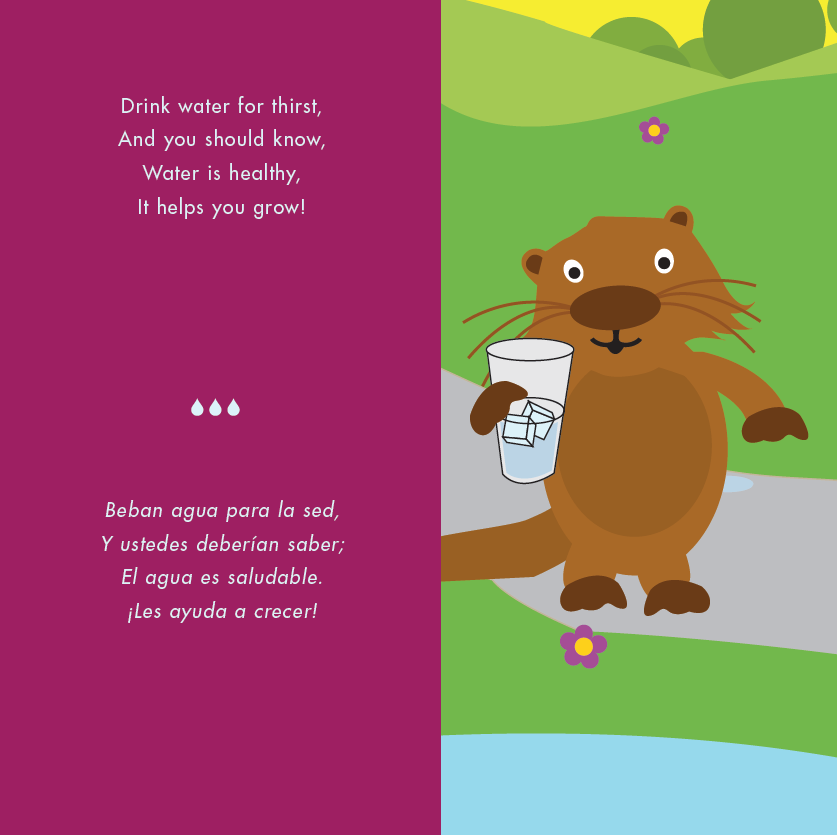 Drink water for thirst,
And you should know,
Water is healthy,
It helps you grow!
Beban agua para la sed,
Y ustedes deberían saber;
El agua es saludable.
¡Les ayuda a crecer!